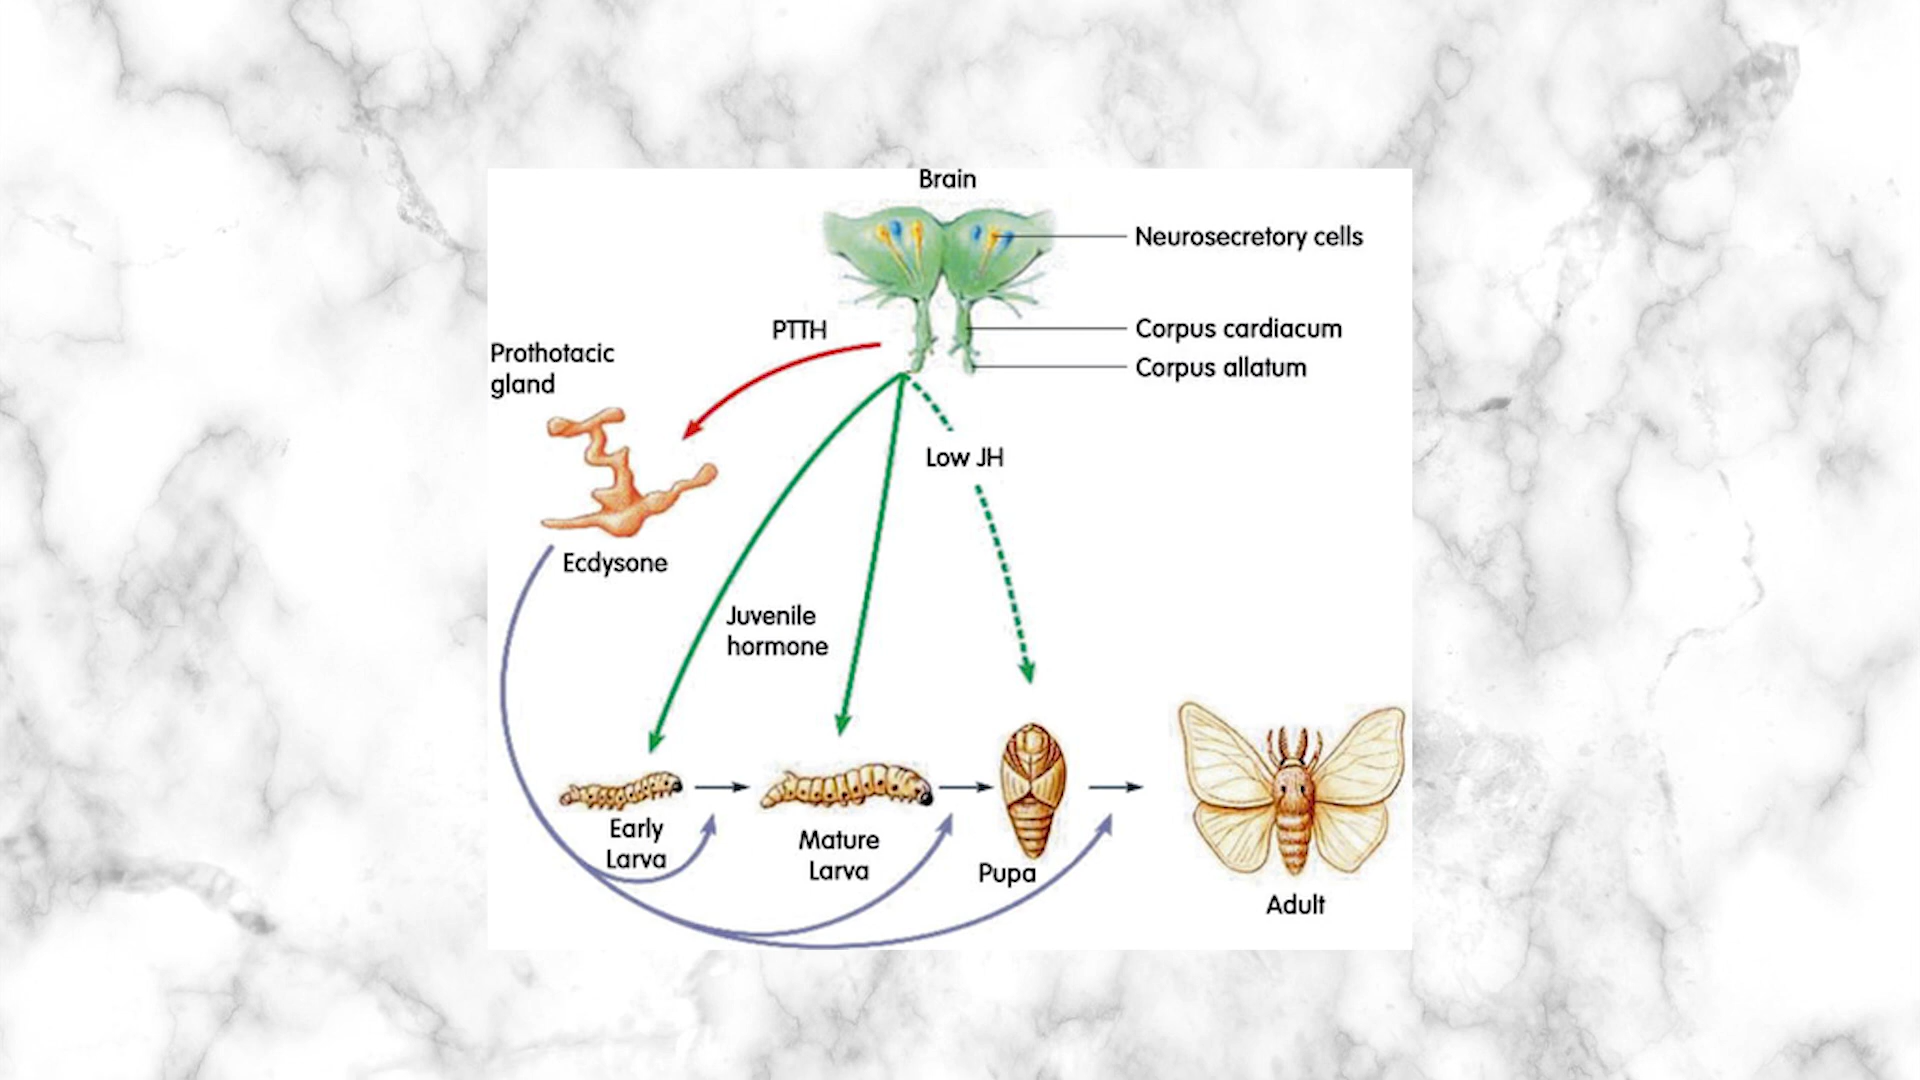 Brain
Neurosecretory cells
PTTH
Corpus cardiacum
Prothotacic
gland
Corpus allatum
Low JH
Ecdysone
Juvenile
hormone
Early
Larva
Mature
Larva
Pupa
Adult